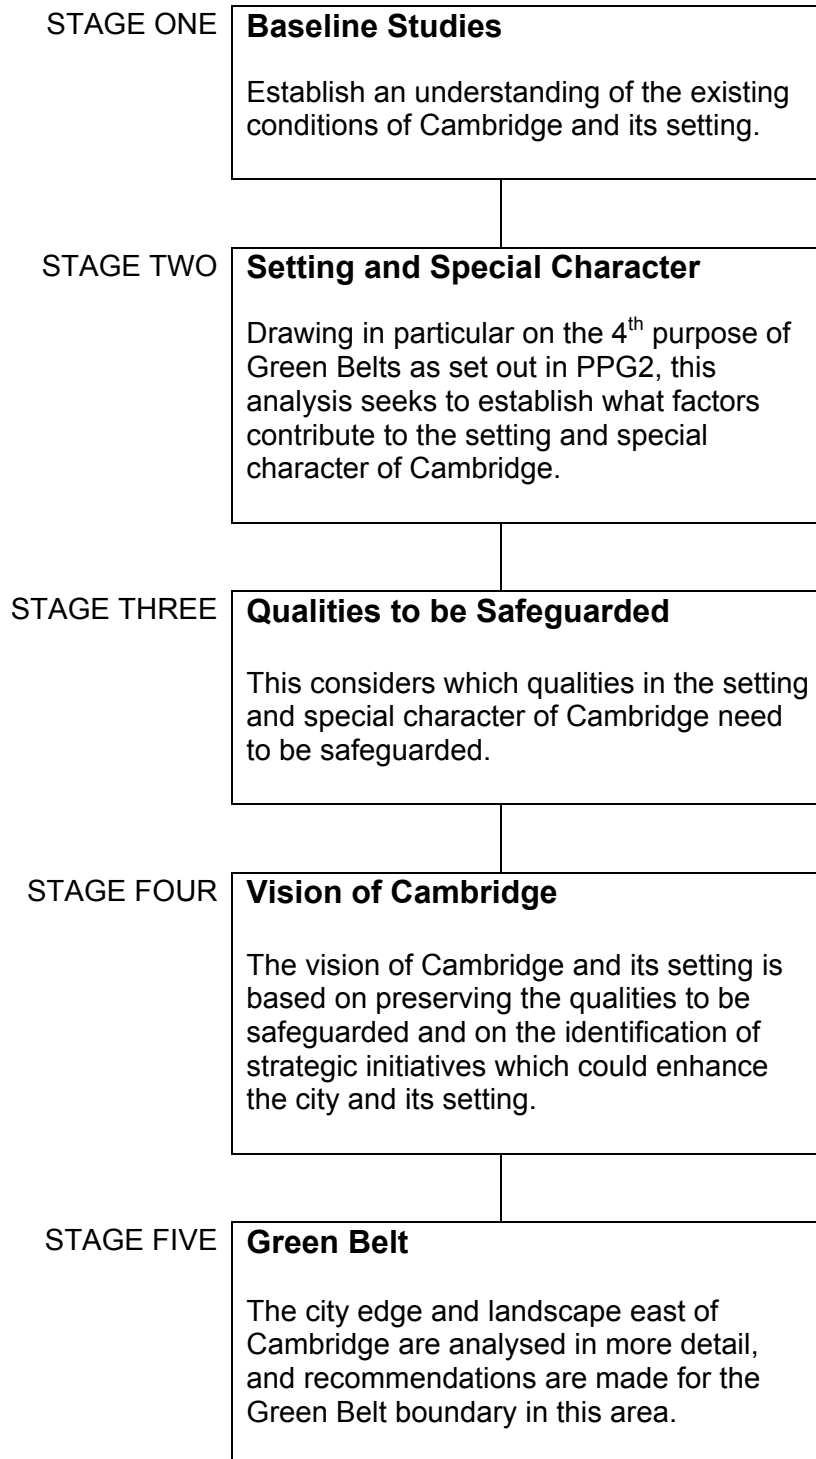 STAGE ONE
Baseline Studies
Establish an understanding of the existing
conditions of Cambridge and its setting.
STAGE TWO
Setting and Special Character
Drawing in particular on the 4th purpose of
Green Belts as set out in PPG2, this
analysis seeks to establish what factors
contribute to the setting and special
character of Cambridge.
STAGE THREE
Qualities to be Safeguarded
This considers which qualities in the setting
and special character of Cambridge need
to be safeguarded.
STAGE FOUR
Vision of Cambridge
The vision of Cambridge and its setting is
based on preserving the qualities to be
safeguarded and on the identification of
strategic initiatives which could enhance
the city and its setting.
STAGE FIVE
Green Belt
The city edge and landscape east of
Cambridge are analysed in more detail,
and recommendations are made for the
Green Belt boundary in this area.